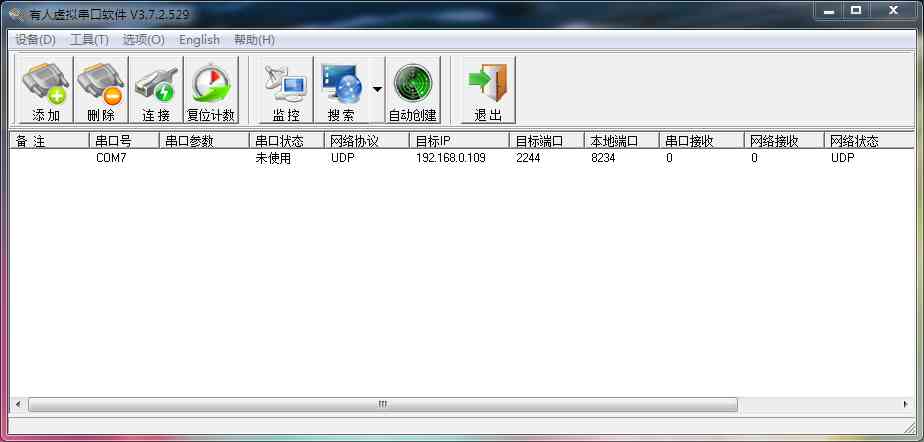 有人虚拟串口软件 V3.7.2.529
设备(D) 工具(T) 选项(O) English 帮助(H)
添加 删除 连接 复位计数 监控 搜索 自动创建 退出
备 注 串口号 串口参数 串口状态 网络协议 目标IP 目标端口 本地端口 串口接收 网络接收 网络状态
COM7 未使用 UDP 192.168.0.109 2244 8234 0 0 UDP